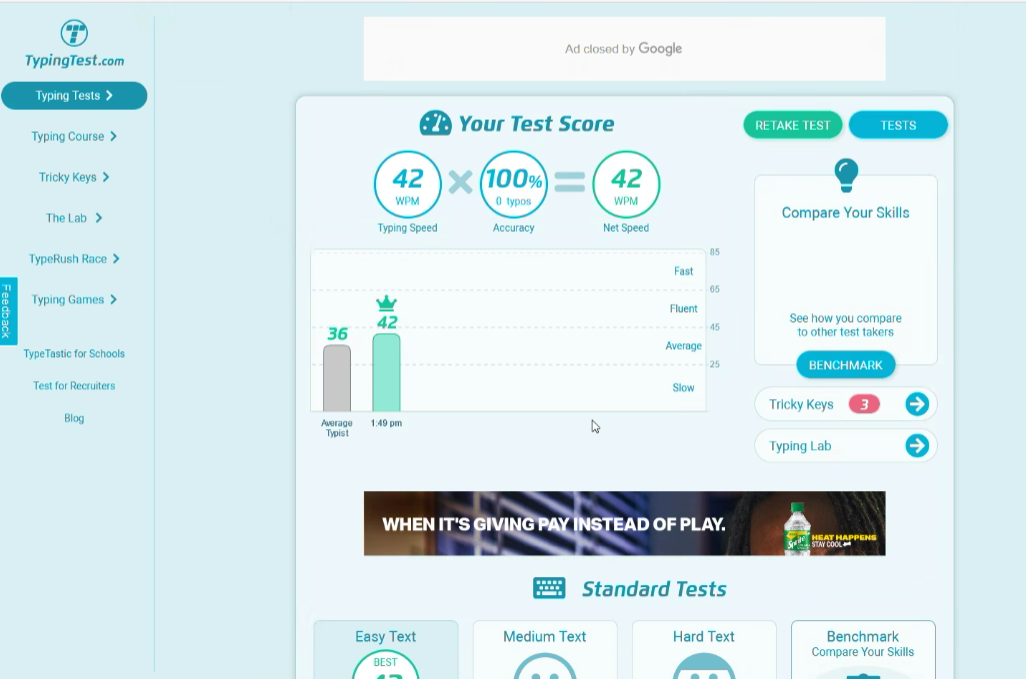 TypingTest.com
Typing Tests
Typing Course
Tricky Keys
The Lab
TypeRush Race
Typing Games
Feedback
TypeTastic for Schools
Test for Recruiters
Blog
Ad closed by Google
Your Test Score
RETAKE TEST
TESTS
42
WPM
Typing Speed
100%
0 typos
Accuracy
42
WPM
Net Speed
85
Fast
65
Fluent
45
Average
25
Slow
36
42
Average
Typist
1:49 pm
Compare Your Skills
See how you compare
to other test takers
BENCHMARK
Tricky Keys 3
Typing Lab
WHEN IT'S GIVING PAY INSTEAD OF PLAY.
Sprite
HEAT HAPPENS
STAY COOL
Standard Tests
Easy Text
BEST
Medium Text
Hard Text
Benchmark
Compare Your Skills